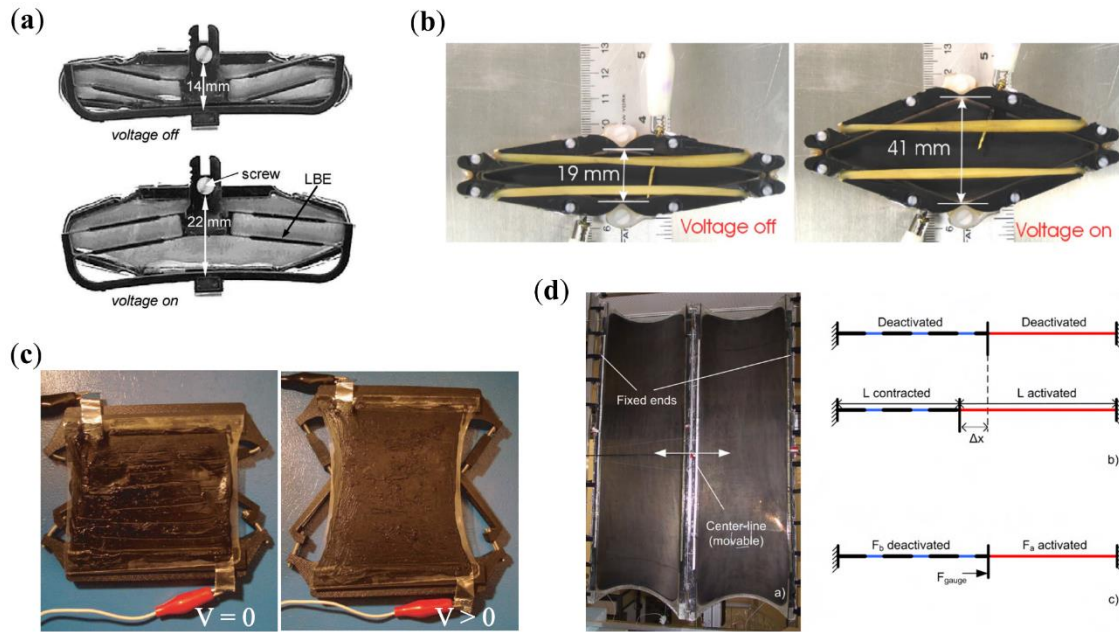 (a)
14 mm
voltage off
screw
LBE
22 mm
voltage on
(b)
19 mm
Voltage off
41 mm
Voltage on
(c)
V = 0
V > 0
(d)
Fixed ends
Center-line
(movable)
a)
Deactivated Deactivated
L contracted L activated
Δx
b)
F_b deactivated F_a activated
F_gauge
c)